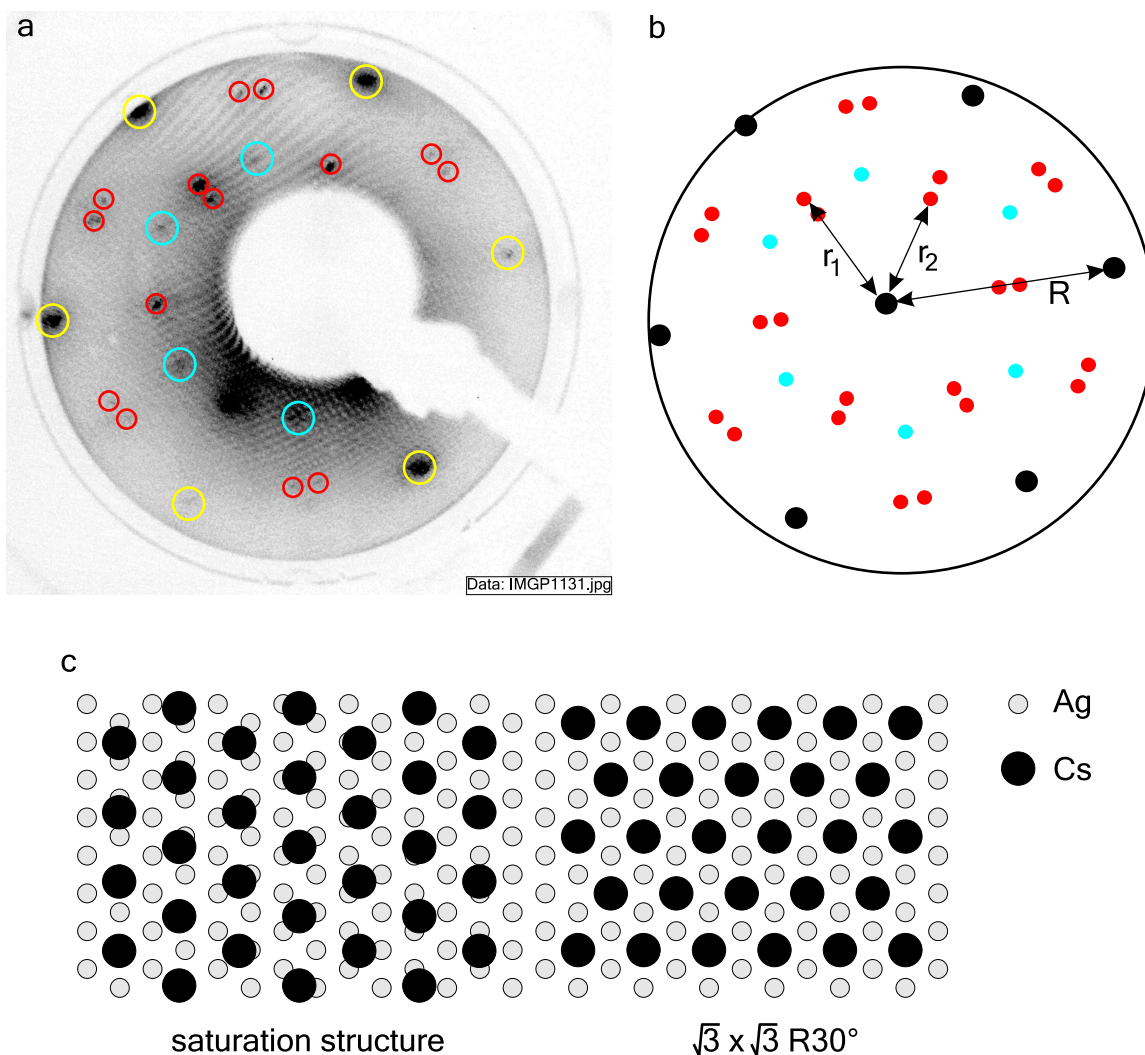 a
b
r1
r2
R
Data: IMGP1131.jpg
c
Ag
Cs
saturation structure
√3 x √3 R30°